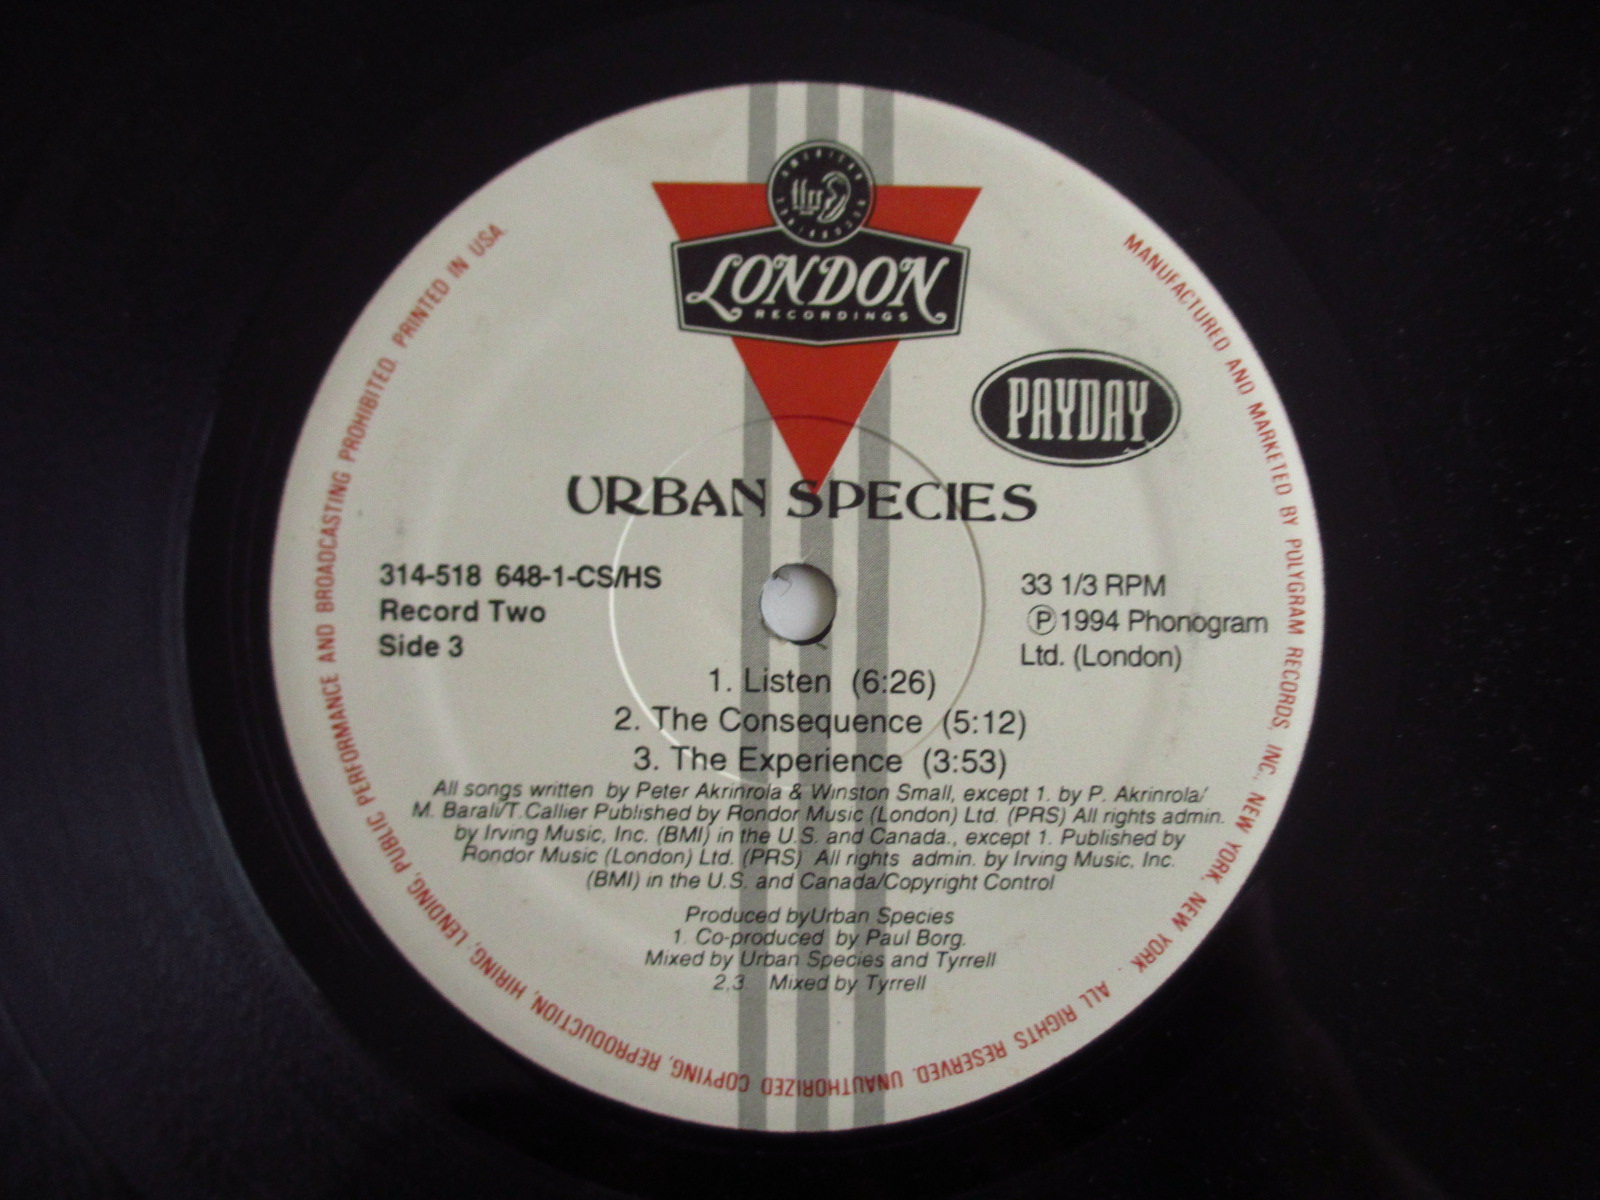 AMERICAN
RECORDINGS
LONDON
RECORDINGS
PAYDAY
URBAN SPECIES
314-518 648-1-CS/HS
Record Two
Side 3
33 1/3 RPM
Ⓟ1994 Phonogram
Ltd. (London)
1. Listen (6:26)
2. The Consequence (5:12)
3. The Experience (3:53)
All songs written by Peter Akrinrola & Winston Small, except 1. by P. Akrinrola/
M. Barali/T.Callier Published by Rondor Music (London) Ltd. (PRS) All rights admin.
by Irving Music, Inc. (BMI) in the U.S. and Canada., except 1. Published by
Rondor Music (London) Ltd. (PRS) All rights admin. by Irving Music, Inc.
(BMI) in the U.S. and Canada/Copyright Control
Produced byUrban Species
1. Co-produced by Paul Borg.
Mixed by Urban Species and Tyrrell
2,3 Mixed by Tyrrell
MANUFACTURED AND MARKETED BY POLYGRAM RECORDS, INC., NEW YORK, NEW YORK. ALL RIGHTS RESERVED. UNAUTHORIZED COPYING, REPRODUCTION, HIRING, LENDING, PUBLIC PERFORMANCE AND BROADCASTING PROHIBITED. PRINTED IN USA.